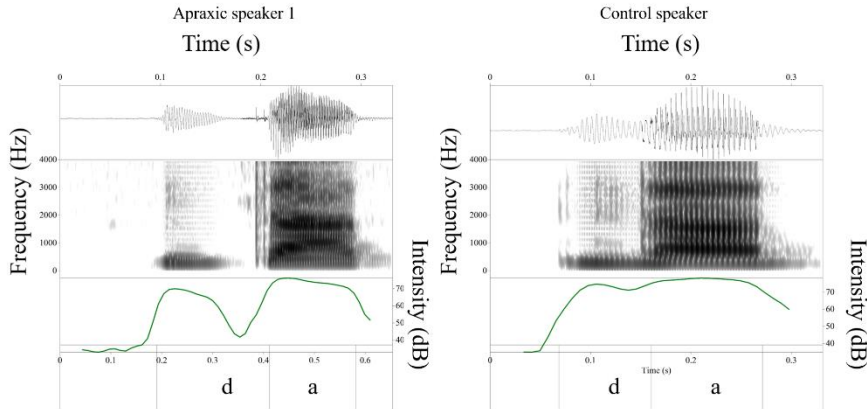 Apraxic speaker 1
Time (s)
0 0.1 0.2 0.3
Frequency (Hz)
4000
3000
2000
1000
0
Intensity (dB)
70
60
50
40
0 0.1 0.2 0.3 0.4 0.5 0.6
d a
Control speaker
Time (s)
0 0.1 0.2 0.3
Frequency (Hz)
4000
3000
2000
1000
0
Intensity (dB)
70
60
50
40
0 0.1 0.2 0.3
Time (s)
d a